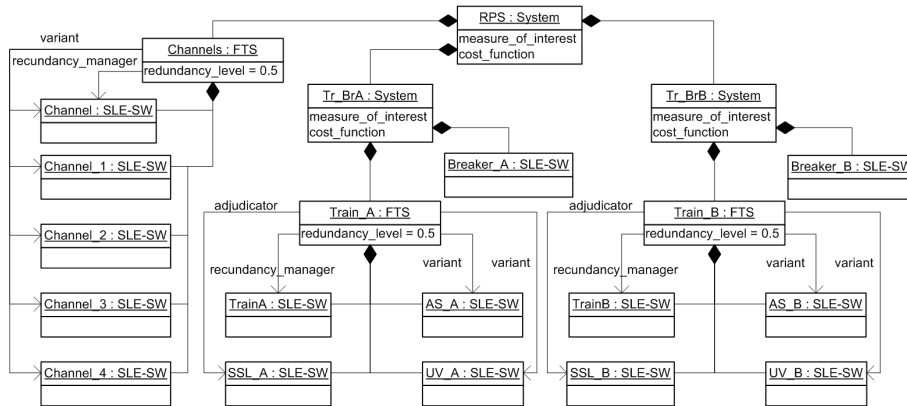 RPS : System
measure_of_interest
cost_function
variant
recundancy_manager
Channels : FTS
redundancy_level = 0.5
Channel : SLE-SW
Channel_1 : SLE-SW
Channel_2 : SLE-SW
Channel_3 : SLE-SW
Channel_4 : SLE-SW
Tr_BrA : System
measure_of_interest
cost_function
Breaker_A : SLE-SW
adjudicator
Train_A : FTS
redundancy_level = 0.5
recundancy_manager
variant
variant
TrainA : SLE-SW
AS_A : SLE-SW
SSL_A : SLE-SW
UV_A : SLE-SW
Tr_BrB : System
measure_of_interest
cost_function
Breaker_B : SLE-SW
adjudicator
Train_B : FTS
redundancy_level = 0.5
recundancy_manager
variant
variant
TrainB : SLE-SW
AS_B : SLE-SW
SSL_B : SLE-SW
UV_B : SLE-SW